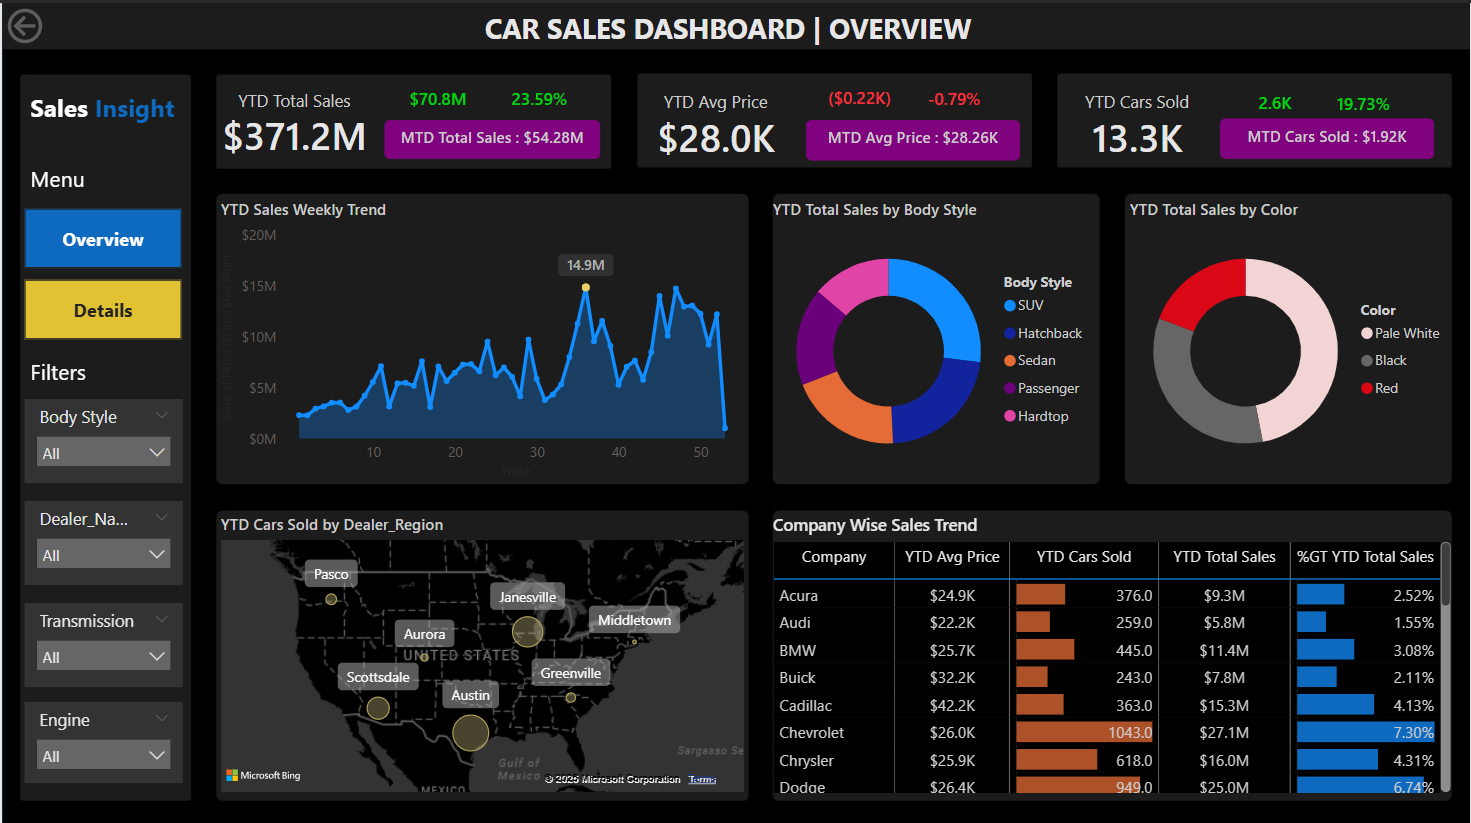 CAR SALES DASHBOARD | OVERVIEW
Sales Insight
Menu
Overview
Details
Filters
Body Style
All
Dealer_Na...
All
Transmission
All
Engine
All
YTD Total Sales
$371.2M
$70.8M 23.59%
MTD Total Sales : $54.28M
YTD Avg Price
$28.0K
($0.22K) -0.79%
MTD Avg Price : $28.26K
YTD Cars Sold
13.3K
2.6K 19.73%
MTD Cars Sold : $1.92K
YTD Sales Weekly Trend
$20M
$15M
$10M
$5M
$0M
14.9M
10 20 30 40 50
Week
YTD Total Sales by Body Style
Body Style
SUV
Hatchback
Sedan
Passenger
Hardtop
YTD Total Sales by Color
Color
Pale White
Black
Red
YTD Cars Sold by Dealer_Region
Pasco
Janesville
Middletown
Aurora
UNITED STATES
Scottsdale
Greenville
Austin
Sargasso Se
Gulf of
Mexico
MEXICO
Microsoft Bing
© 2025 Microsoft Corporation Terms
Company Wise Sales Trend
Company YTD Avg Price YTD Cars Sold YTD Total Sales %GT YTD Total Sales
Acura $24.9K 376.0 $9.3M 2.52%
Audi $22.2K 259.0 $5.8M 1.55%
BMW $25.7K 445.0 $11.4M 3.08%
Buick $32.2K 243.0 $7.8M 2.11%
Cadillac $42.2K 363.0 $15.3M 4.13%
Chevrolet $26.0K 1043.0 $27.1M 7.30%
Chrysler $25.9K 618.0 $16.0M 4.31%
Dodge $26.4K 949.0 $25.0M 6.74%